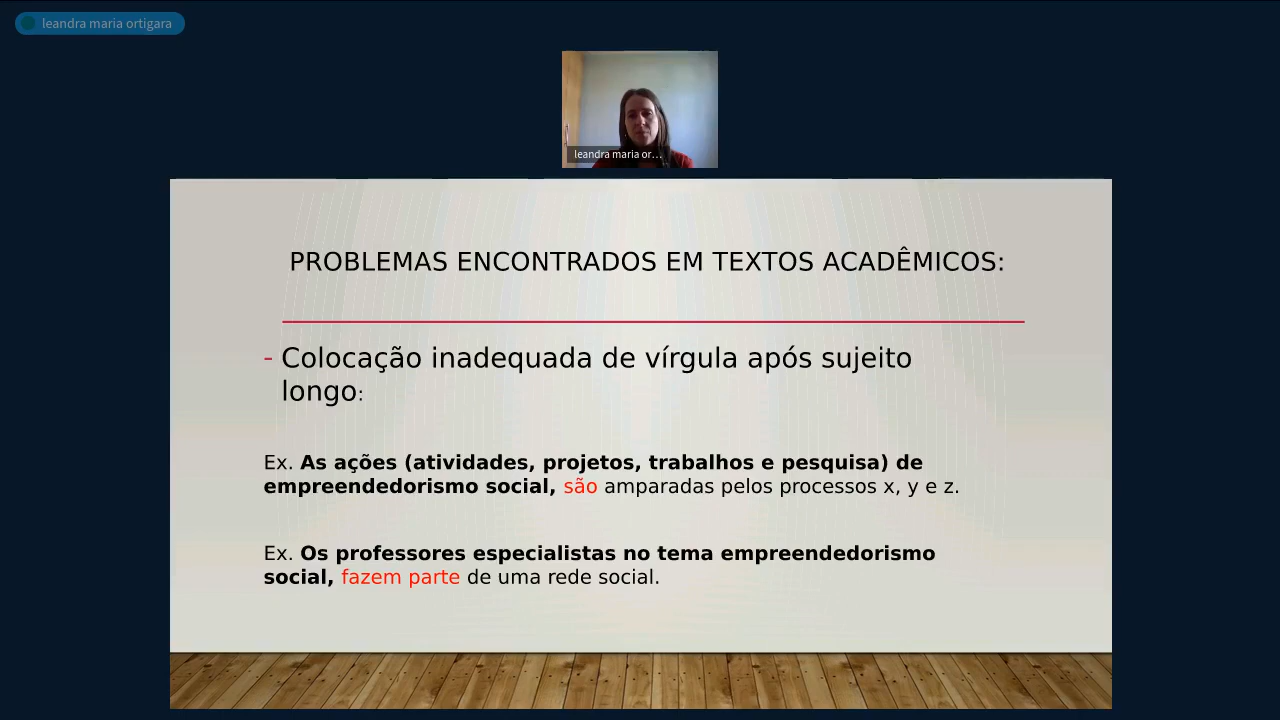 leandra maria ortigara
leandra maria or...
PROBLEMAS ENCONTRADOS EM TEXTOS ACADÊMICOS:
- Colocação inadequada de vírgula após sujeito
longo:
Ex. As ações (atividades, projetos, trabalhos e pesquisa) de
empreendedorismo social, são amparadas pelos processos x, y e z.
Ex. Os professores especialistas no tema empreendedorismo
social, fazem parte de uma rede social.